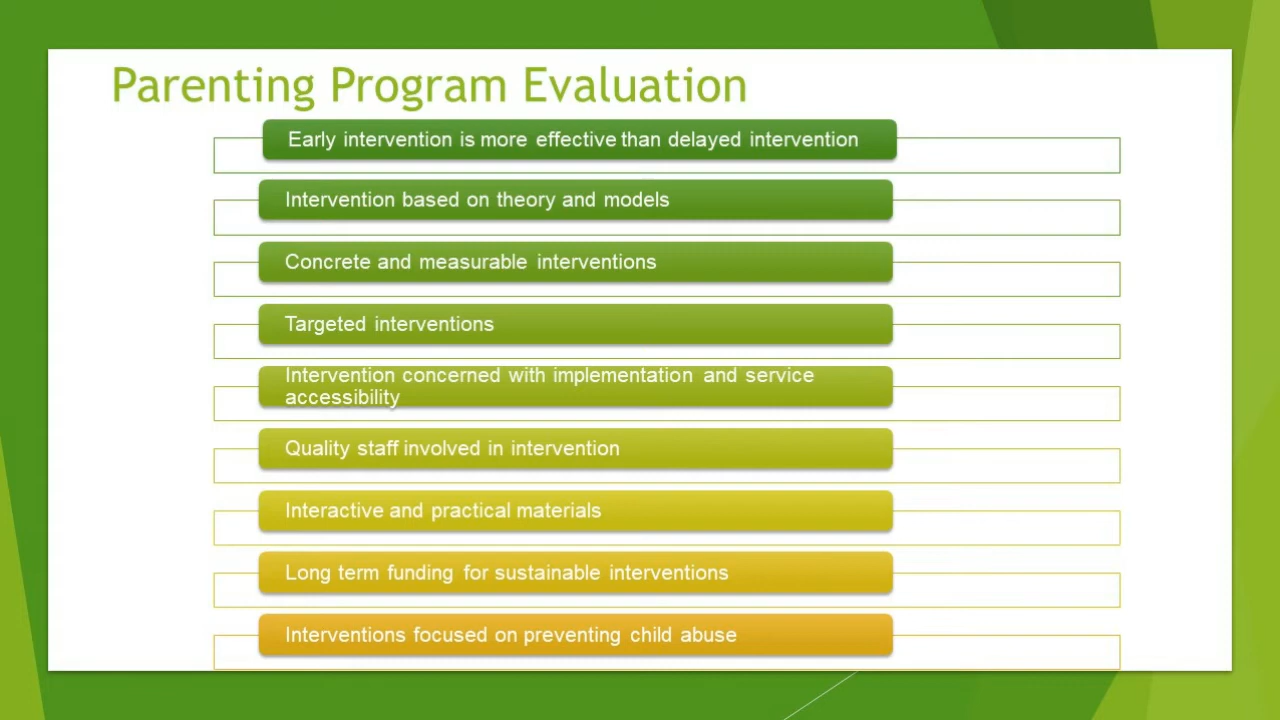 Parenting Program Evaluation
Early intervention is more effective than delayed intervention
Intervention based on theory and models
Concrete and measurable interventions
Targeted interventions
Intervention concerned with implementation and service
accessibility
Quality staff involved in intervention
Interactive and practical materials
Long term funding for sustainable interventions
Interventions focused on preventing child abuse